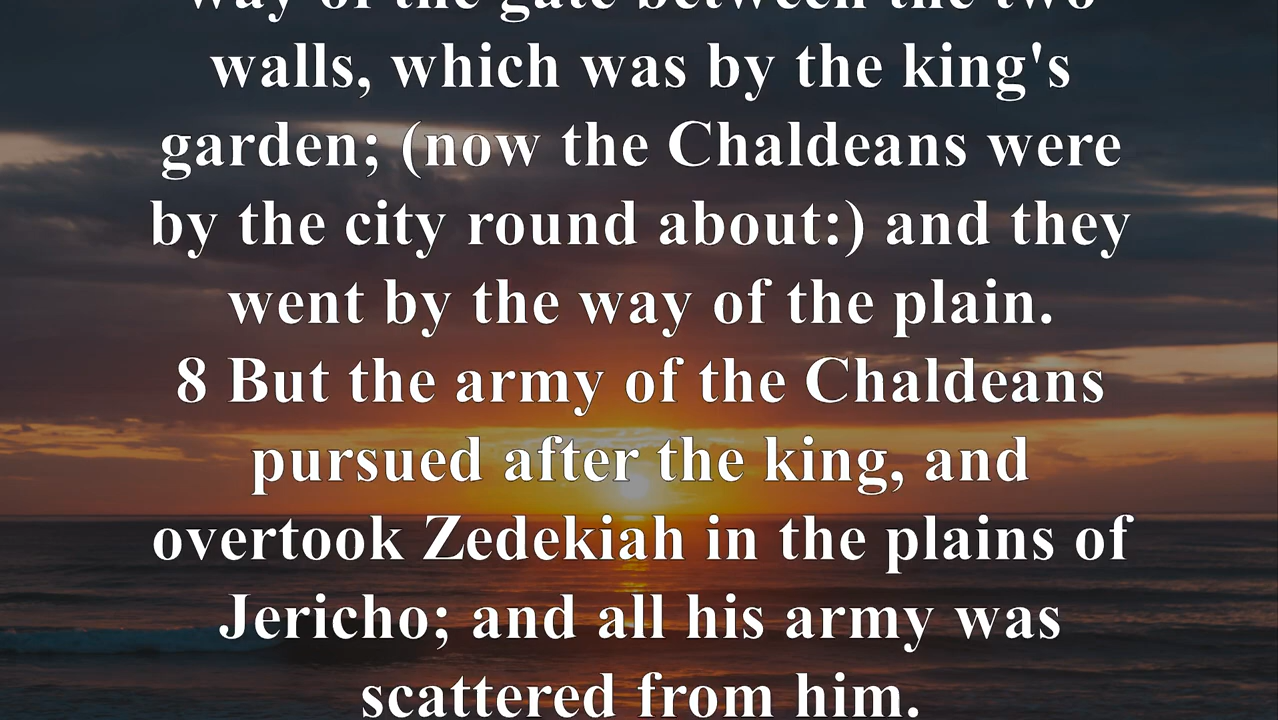 way of the gate between the two
walls, which was by the king's
garden; (now the Chaldeans were
by the city round about:) and they
went by the way of the plain.
8 But the army of the Chaldeans
pursued after the king, and
overtook Zedekiah in the plains of
Jericho; and all his army was
scattered from him.